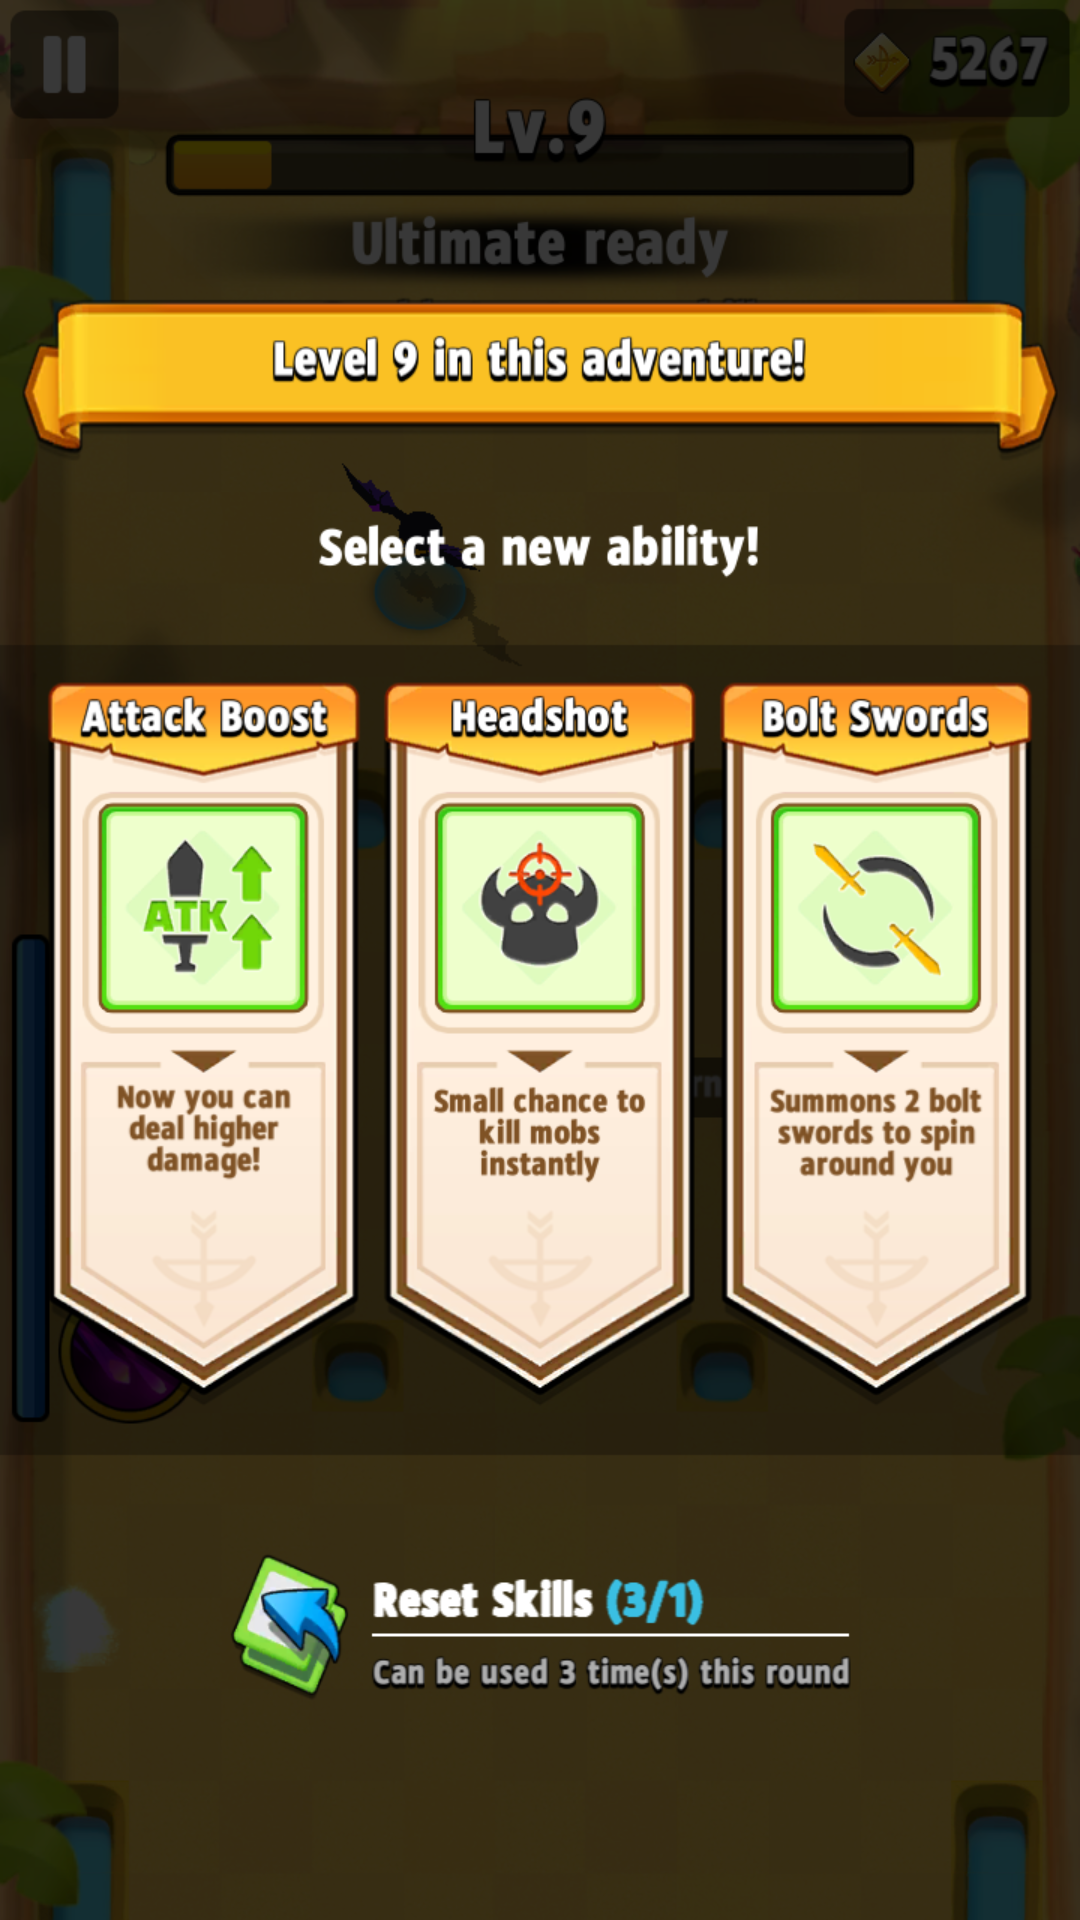 5267
Lv.9
Ultimate ready
Level 9 in this adventure!
Select a new ability!
Attack Boost
ATK
Now you can
deal higher
damage!
Headshot
Small chance to
kill mobs
instantly
Bolt Swords
Summons 2 bolt
swords to spin
around you
Reset Skills (3/1)
Can be used 3 time(s) this round